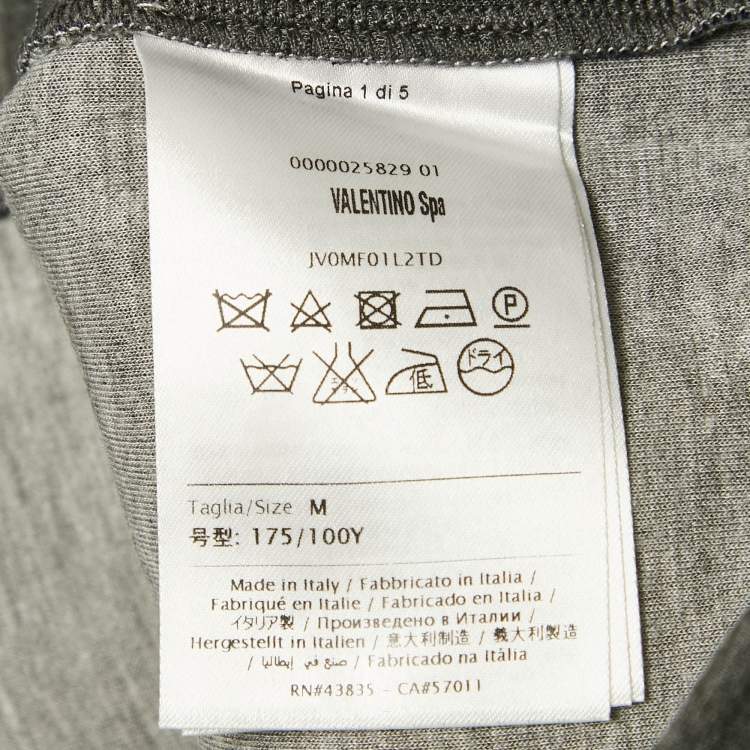 Pagina 1 di 5
0000025829 01
VALENTINO Spa
JV0MF01L2TD
P
低 ドライ
Taglia/Size M
号型: 175/100Y
Made in Italy / Fabbricato in Italia /
Fabriqué en Italie / Fabricado en Italia /
イタリア製 / Произведено в Италии /
Hergestellt in Italien / 意大利制造 / 義大利製造
/ صنع في إيطاليا / Fabricado na Itália
RN#43835 - CA#57011